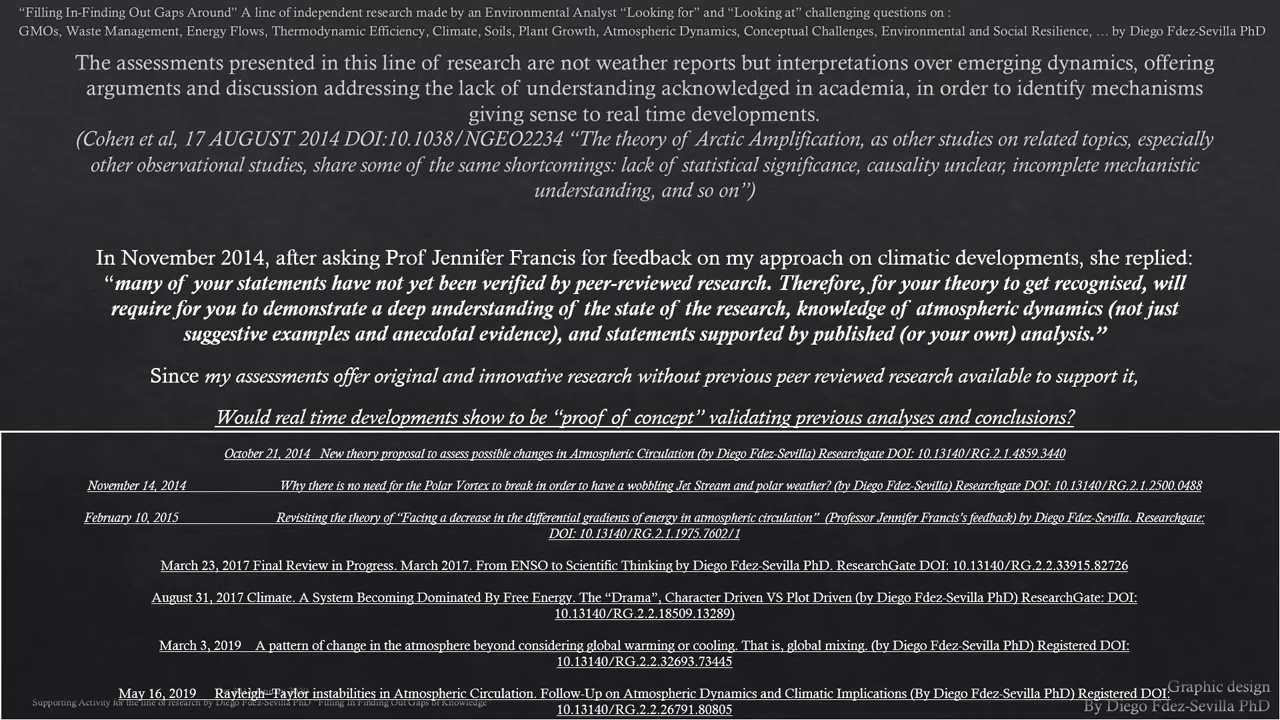 “Filling In-Finding Out Gaps Around” A line of independent research made by an Environmental Analyst “Looking for” and “Looking at” challenging questions on :
GMOs, Waste Management, Energy Flows, Thermodynamic Efficiency, Climate, Soils, Plant Growth, Atmospheric Dynamics, Conceptual Challenges, Environmental and Social Resilience, … by Diego Fdez-Sevilla PhD
The assessments presented in this line of research are not weather reports but interpretations over emerging dynamics, offering
arguments and discussion addressing the lack of understanding acknowledged in academia, in order to identify mechanisms
giving sense to real time developments.
(Cohen et al, 17 AUGUST 2014 DOI:10.1038/NGEO2234 “The theory of Arctic Amplification, as other studies on related topics, especially
other observational studies, share some of the same shortcomings: lack of statistical significance, causality unclear, incomplete mechanistic
understanding, and so on”)
In November 2014, after asking Prof Jennifer Francis for feedback on my approach on climatic developments, she replied:
“many of your statements have not yet been verified by peer-reviewed research. Therefore, for your theory to get recognised, will
require for you to demonstrate a deep understanding of the state of the research, knowledge of atmospheric dynamics (not just
suggestive examples and anecdotal evidence), and statements supported by published (or your own) analysis.”
Since my assessments offer original and innovative research without previous peer reviewed research available to support it,
Would real time developments show to be “proof of concept” validating previous analyses and conclusions?
October 21, 2014 New theory proposal to assess possible changes in Atmospheric Circulation (by Diego Fdez-Sevilla) Researchgate DOI: 10.13140/RG.2.1.4859.3440
November 14, 2014 Why there is no need for the Polar Vortex to break in order to have a wobbling Jet Stream and polar weather? (by Diego Fdez-Sevilla) Researchgate DOI: 10.13140/RG.2.1.2500.0488
February 10, 2015 Revisiting the theory of “Facing a decrease in the differential gradients of energy in atmospheric circulation” (Professor Jennifer Francis’s feedback) by Diego Fdez-Sevilla. Researchgate:
DOI: 10.13140/RG.2.1.1975.7602/1
March 23, 2017 Final Review in Progress. March 2017. From ENSO to Scientific Thinking by Diego Fdez-Sevilla PhD. ResearchGate DOI: 10.13140/RG.2.2.33915.82726
August 31, 2017 Climate. A System Becoming Dominated By Free Energy. The “Drama”, Character Driven VS Plot Driven (by Diego Fdez-Sevilla PhD) ResearchGate: DOI:
10.13140/RG.2.2.18509.13289)
March 3, 2019 A pattern of change in the atmosphere beyond considering global warming or cooling. That is, global mixing. (by Diego Fdez-Sevilla PhD) Registered DOI:
10.13140/RG.2.2.32693.73445
May 16, 2019 Rayleigh-Taylor instabilities in Atmospheric Circulation. Follow-Up on Atmospheric Dynamics and Climatic Implications (By Diego Fdez-Sevilla PhD) Registered DOI:
10.13140/RG.2.2.26791.80805
Supporting Activity for the line of research by Diego Fdez-Sevilla PhD “Filling In Finding Out Gaps of Knowledge”
Graphic design
By Diego Fdez-Sevilla PhD